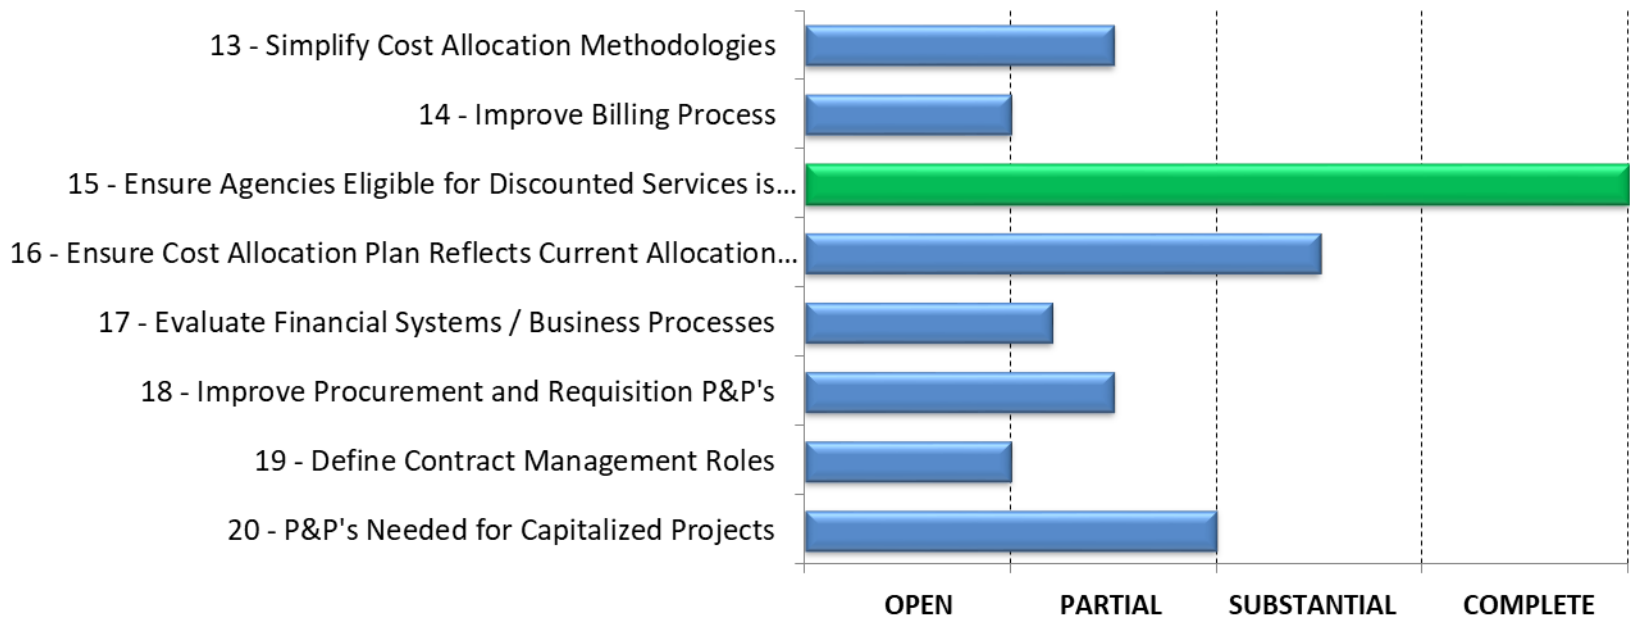 13 - Simplify Cost Allocation Methodologies
14 - Improve Billing Process
15 - Ensure Agencies Eligible for Discounted Services is...
16 - Ensure Cost Allocation Plan Reflects Current Allocation...
17 - Evaluate Financial Systems / Business Processes
18 - Improve Procurement and Requisition P&P's
19 - Define Contract Management Roles
20 - P&P's Needed for Capitalized Projects
OPEN PARTIAL SUBSTANTIAL COMPLETE